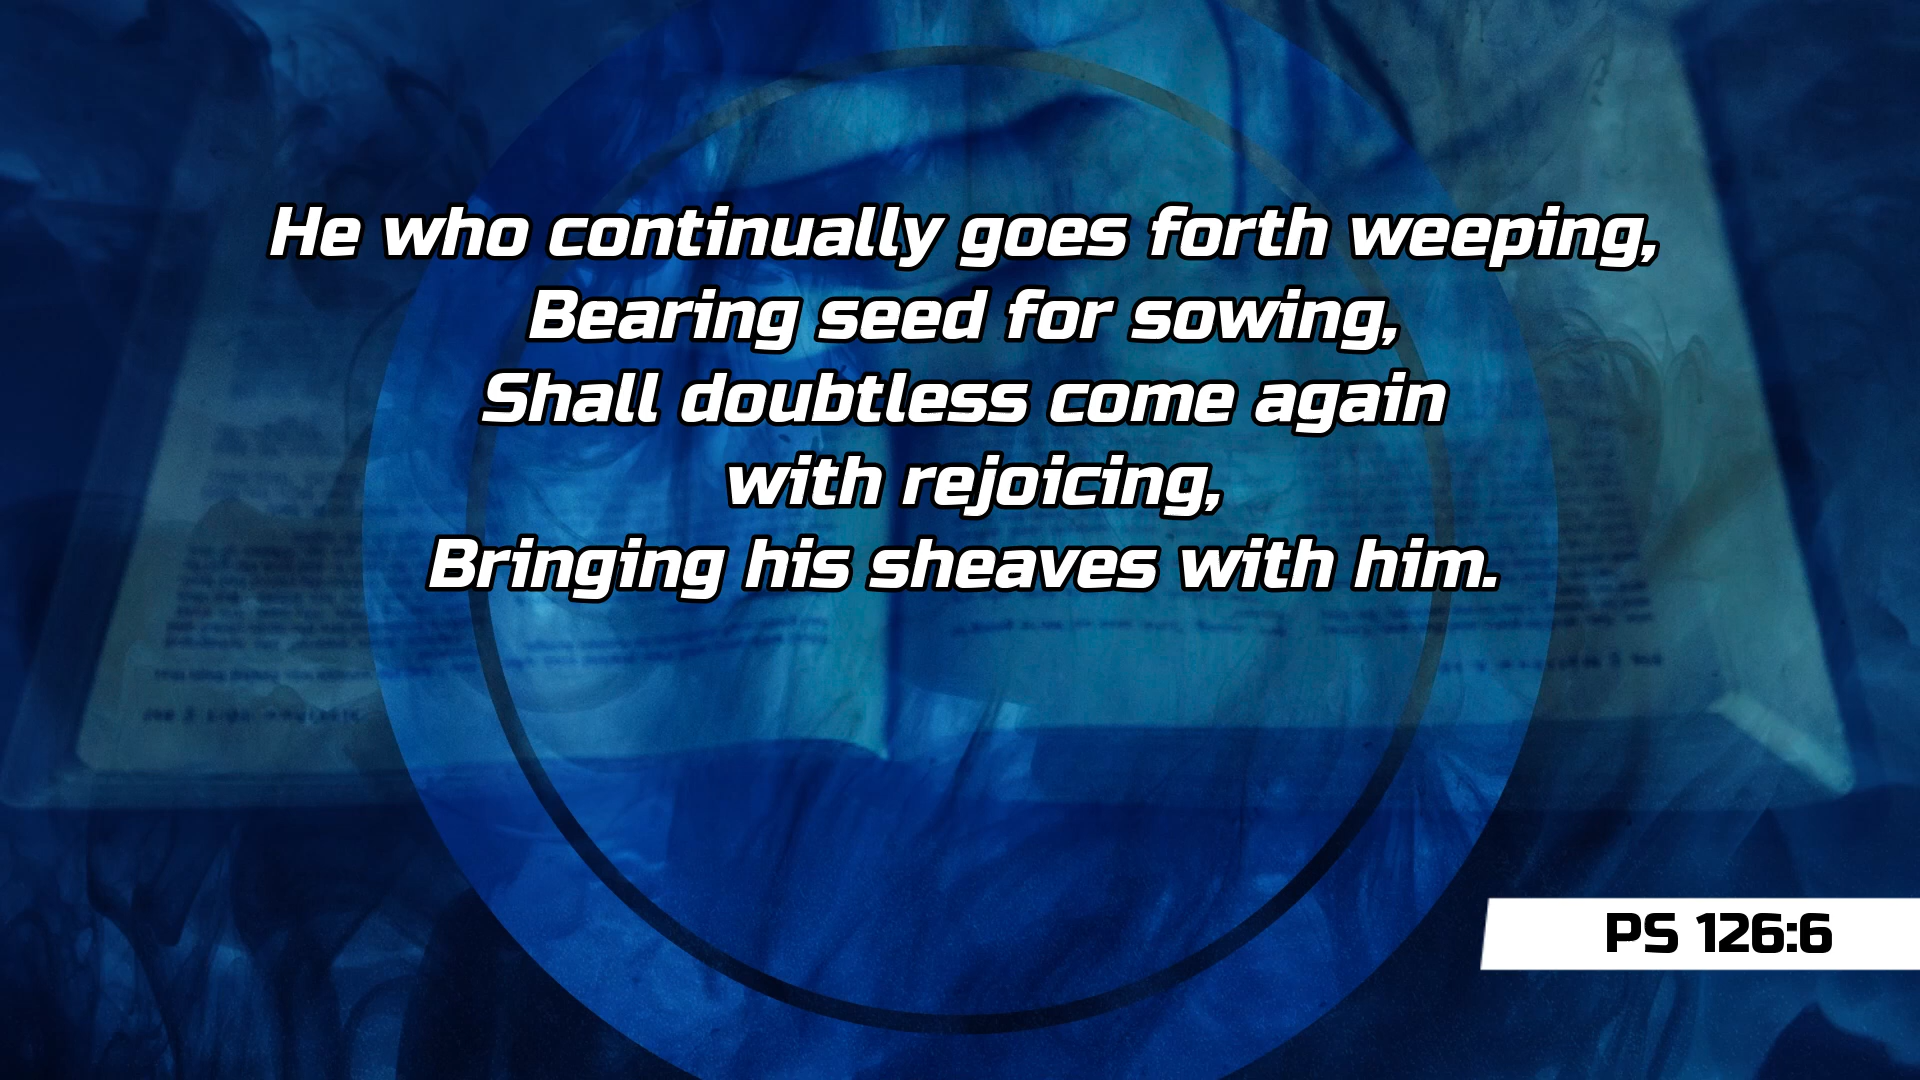 He who continually goes forth weeping,
Bearing seed for sowing,
Shall doubtless come again
with rejoicing,
Bringing his sheaves with him.
PS 126:6